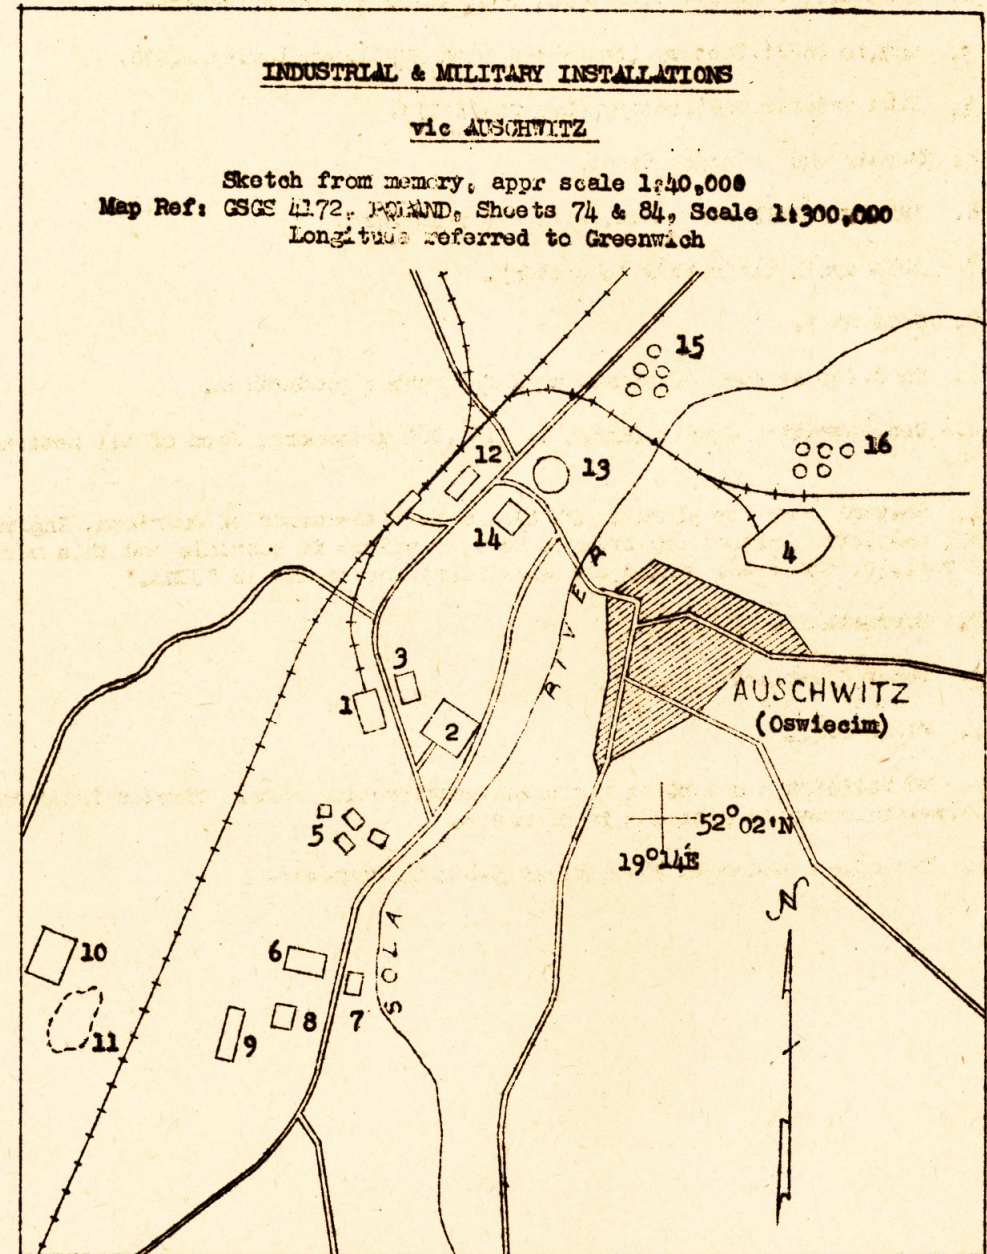 INDUSTRIAL & MILITARY INSTALLATIONS
vic AUSCHWITZ
Sketch from memory, appr scale 1:40,000
Map Ref: GSGS 4172, POLAND, Sheets 74 & 84, Scale 1:300,000
Longitude referred to Greenwich
15
16
12
13
14
4
RIVER
3
1
2
AUSCHWITZ
(Oswiecim)
5
52°02'N
19°14E
N
SOLA
10
6
11
9
8
7